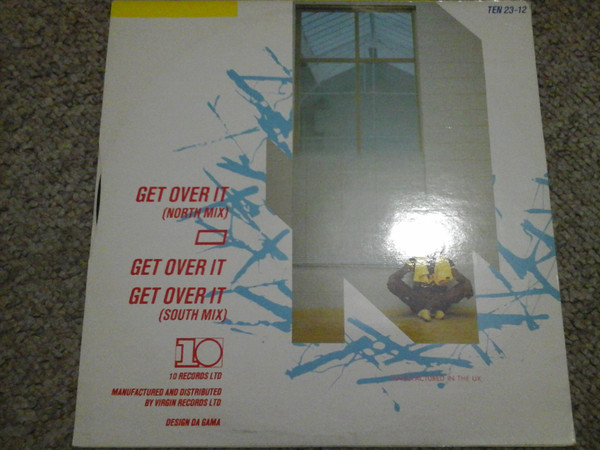 TEN 23-12
GET OVER IT
(NORTH MIX)
GET OVER IT
GET OVER IT
(SOUTH MIX)
10
10 RECORDS LTD
MANUFACTURED AND DISTRIBUTED
BY VIRGIN RECORDS LTD
DESIGN DA GAMA
MANUFACTURED IN THE UK